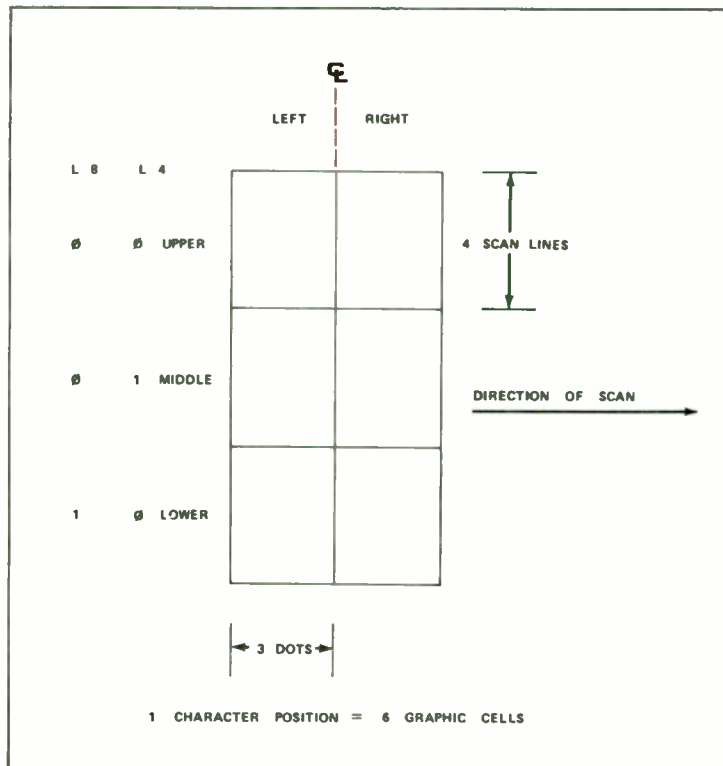 ℄
LEFT RIGHT
L 8 L 4
Ø Ø UPPER 4 SCAN LINES
Ø 1 MIDDLE
DIRECTION OF SCAN
1 Ø LOWER
3 DOTS
1 CHARACTER POSITION = 6 GRAPHIC CELLS